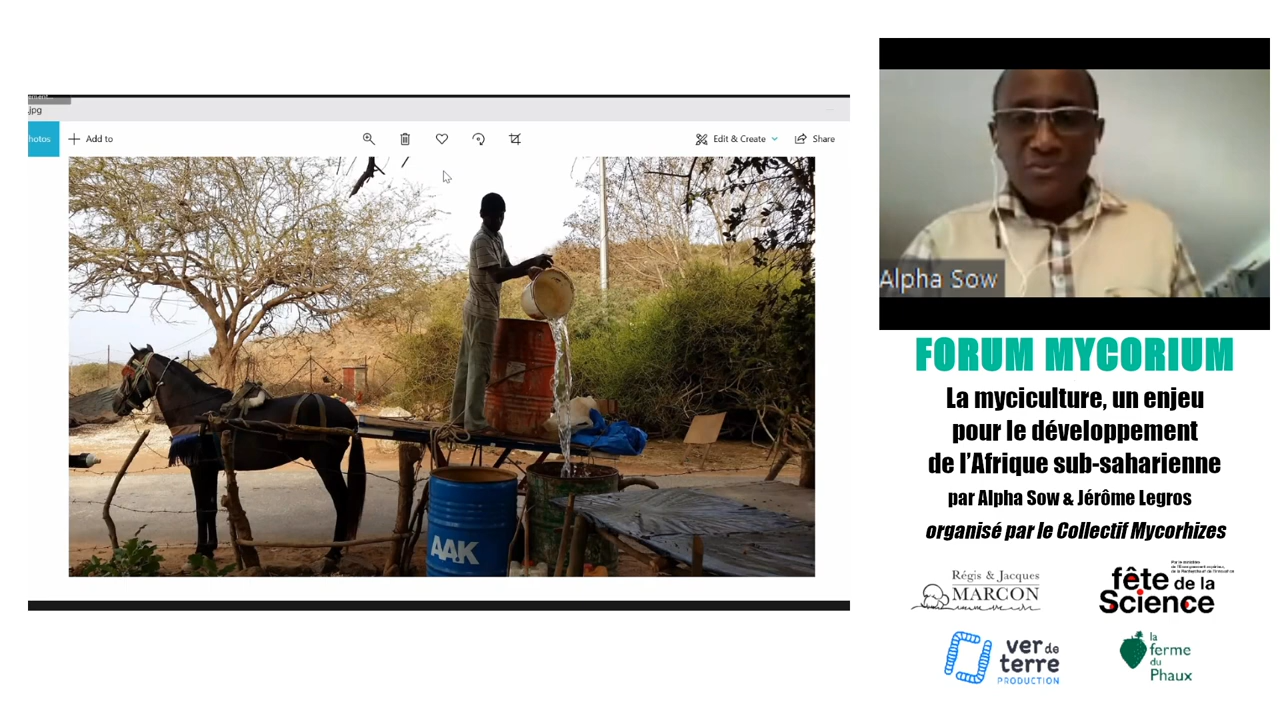 .jpg
hotos
Add to
Edit & Create
Share
AAK
Alpha Sow
FORUM MYCORIUM
La myciculture, un enjeu
pour le développement
de l'Afrique sub-saharienne
par Alpha Sow & Jérôme Legros
organisé par le Collectif Mycorhizes
Régis & Jacques
MARCON
fête de la
Science
ver de
terre
PRODUCTION
la
ferme
du
Phaux